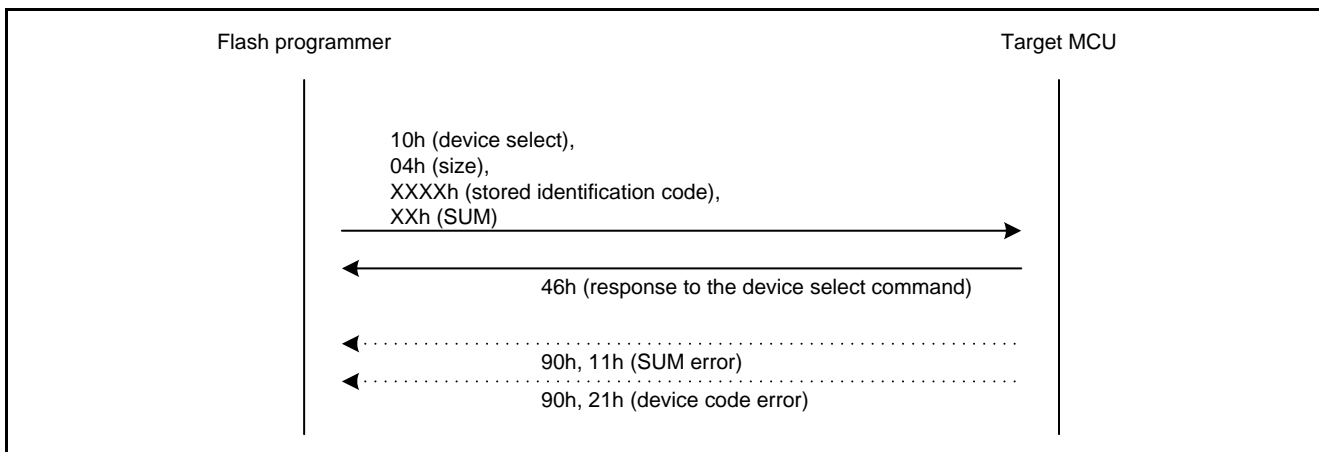 Flash programmer
Target MCU
10h (device select),
04h (size),
XXXXh (stored identification code),
XXh (SUM)
46h (response to the device select command)
90h, 11h (SUM error)
90h, 21h (device code error)